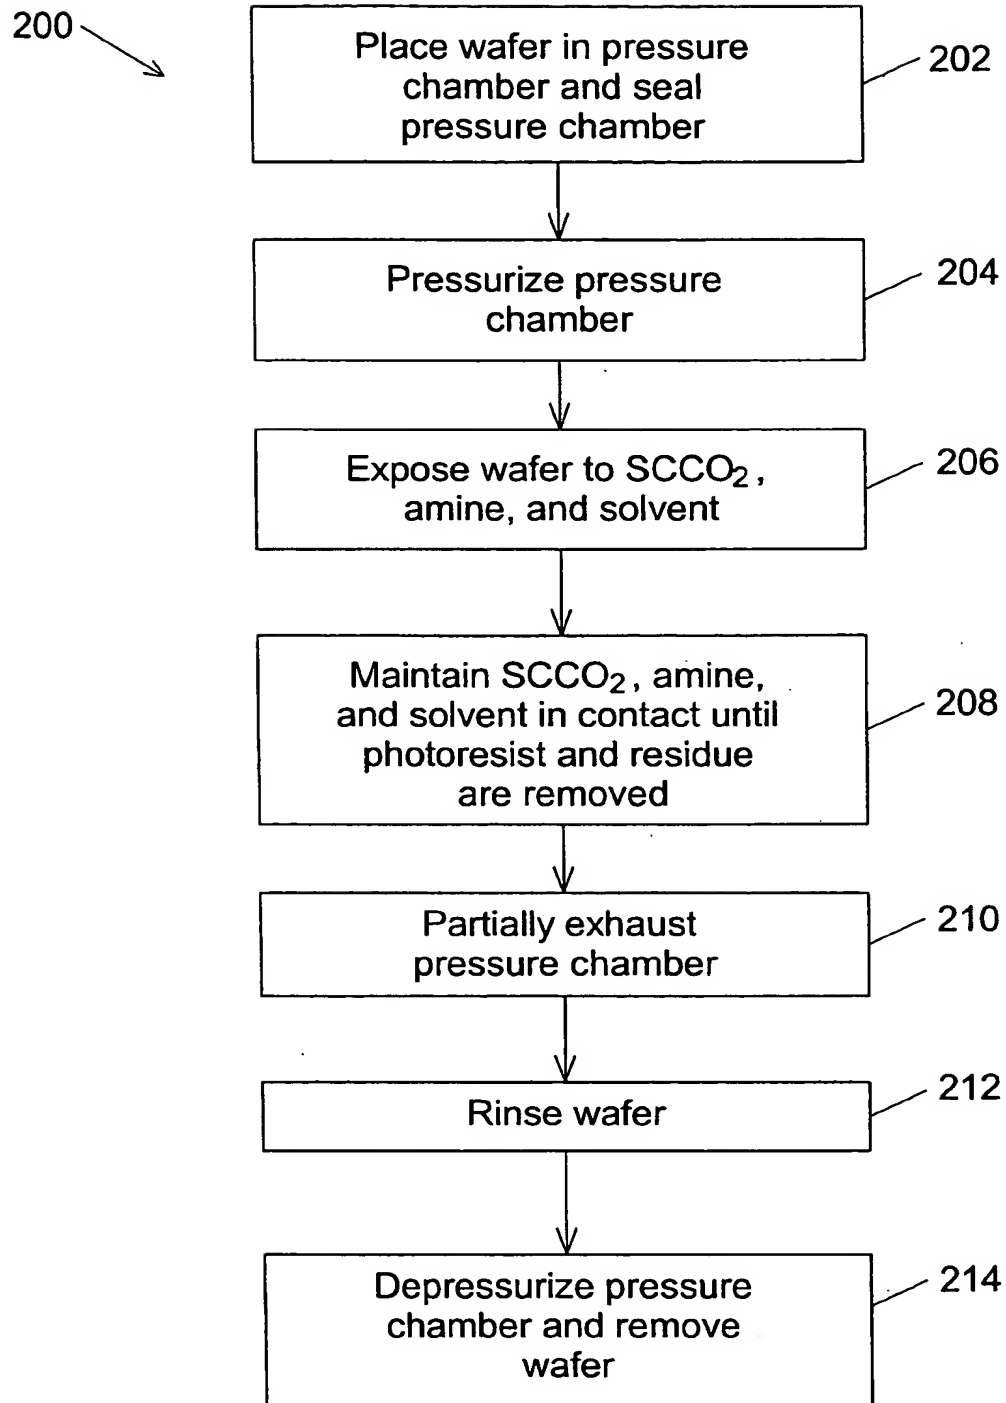 200
Place wafer in pressure
chamber and seal
pressure chamber
202
Pressurize pressure
chamber
204
Expose wafer to SCCO₂,
amine, and solvent
206
Maintain SCCO₂, amine,
and solvent in contact until
photoresist and residue
are removed
208
Partially exhaust
pressure chamber
210
Rinse wafer
212
Depressurize pressure
chamber and remove
wafer
214